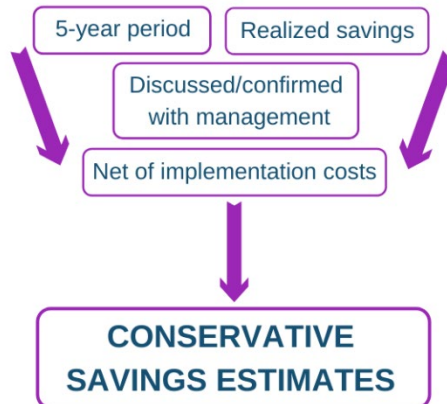 5-year period
Realized savings
Discussed/confirmed
with management
Net of implementation costs
CONSERVATIVE
SAVINGS ESTIMATES